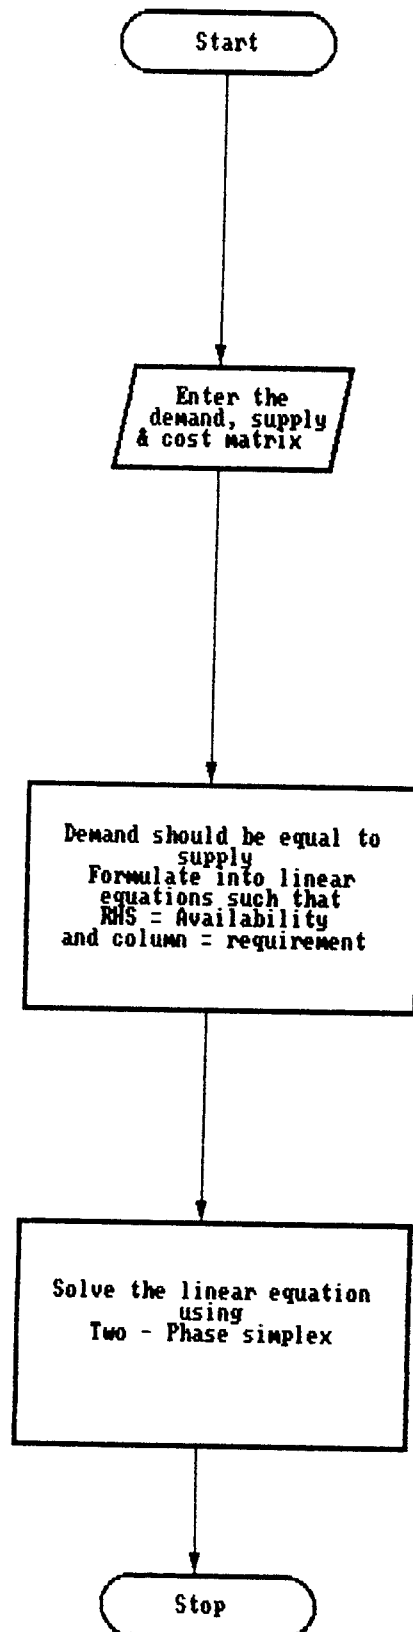 Start
Enter the
demand, supply
& cost matrix
Demand should be equal to
supply
Formulate into linear
equations such that
RHS = Availability
and column = requirement
Solve the linear equation
using
Two - Phase simplex
Stop